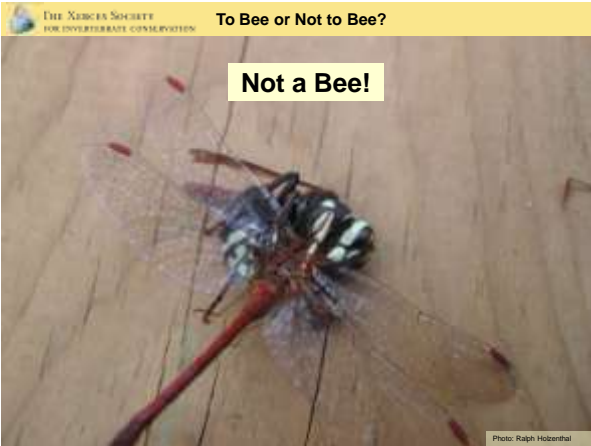 THE XERCES SOCIETY
FOR INVERTEBRATE CONSERVATION
To Bee or Not to Bee?
Not a Bee!
Photo: Ralph Holzenthal